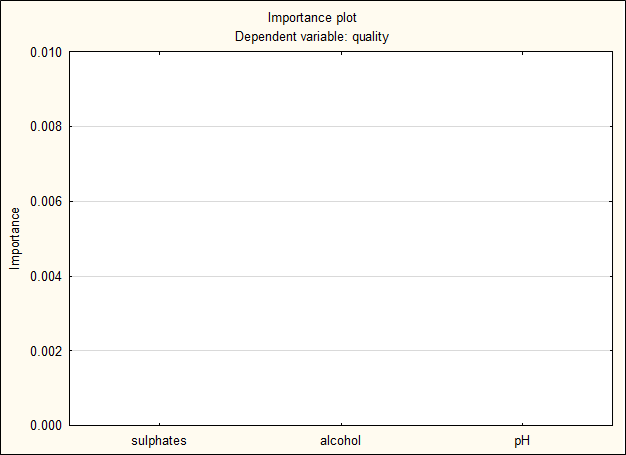 Importance plot
Dependent variable: quality
0.010
0.008
0.006
0.004
0.002
0.000
Importance
sulphates alcohol pH